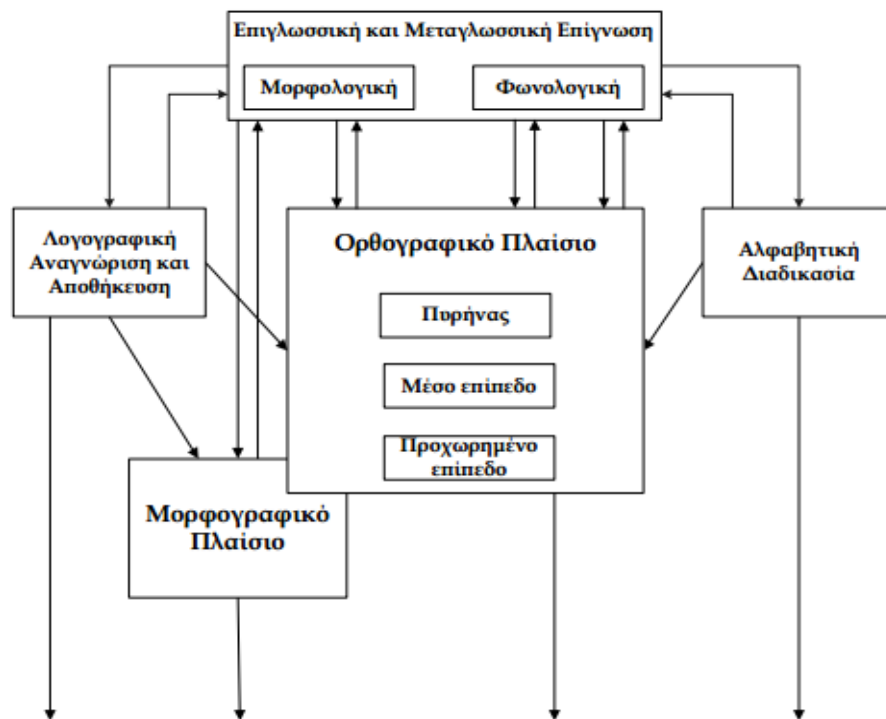 Επιγλωσσική και Μεταγλωσσική Επίγνωση
Μορφολογική
Φωνολογική
Λογογραφική
Αναγνώριση και
Αποθήκευση
Ορθογραφικό Πλαίσιο
Πυρήνας
Μέσο επίπεδο
Προχωρημένο
επίπεδο
Αλφαβητική
Διαδικασία
Μορφογραφικό
Πλαίσιο